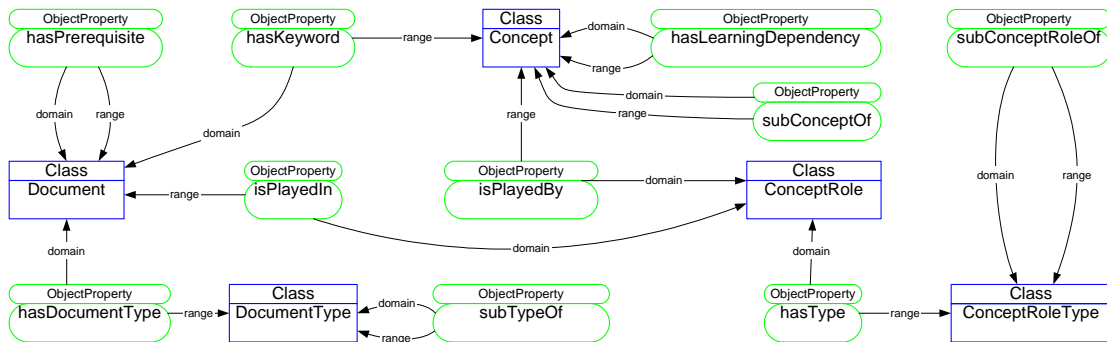 ObjectProperty
hasPrerequisite
ObjectProperty
hasKeyword
range
Class
Concept
domain
range
ObjectProperty
hasLearningDependency
ObjectProperty
subConceptOf
domain
range
ObjectProperty
subConceptRoleOf
domain
range
domain
range
domain
range
Class
Document
range
ObjectProperty
isPlayedIn
ObjectProperty
isPlayedBy
domain
Class
ConceptRole
domain
domain
domain
domain
range
ObjectProperty
hasDocumentType
range
Class
DocumentType
domain
range
ObjectProperty
subTypeOf
ObjectProperty
hasType
range
Class
ConceptRoleType